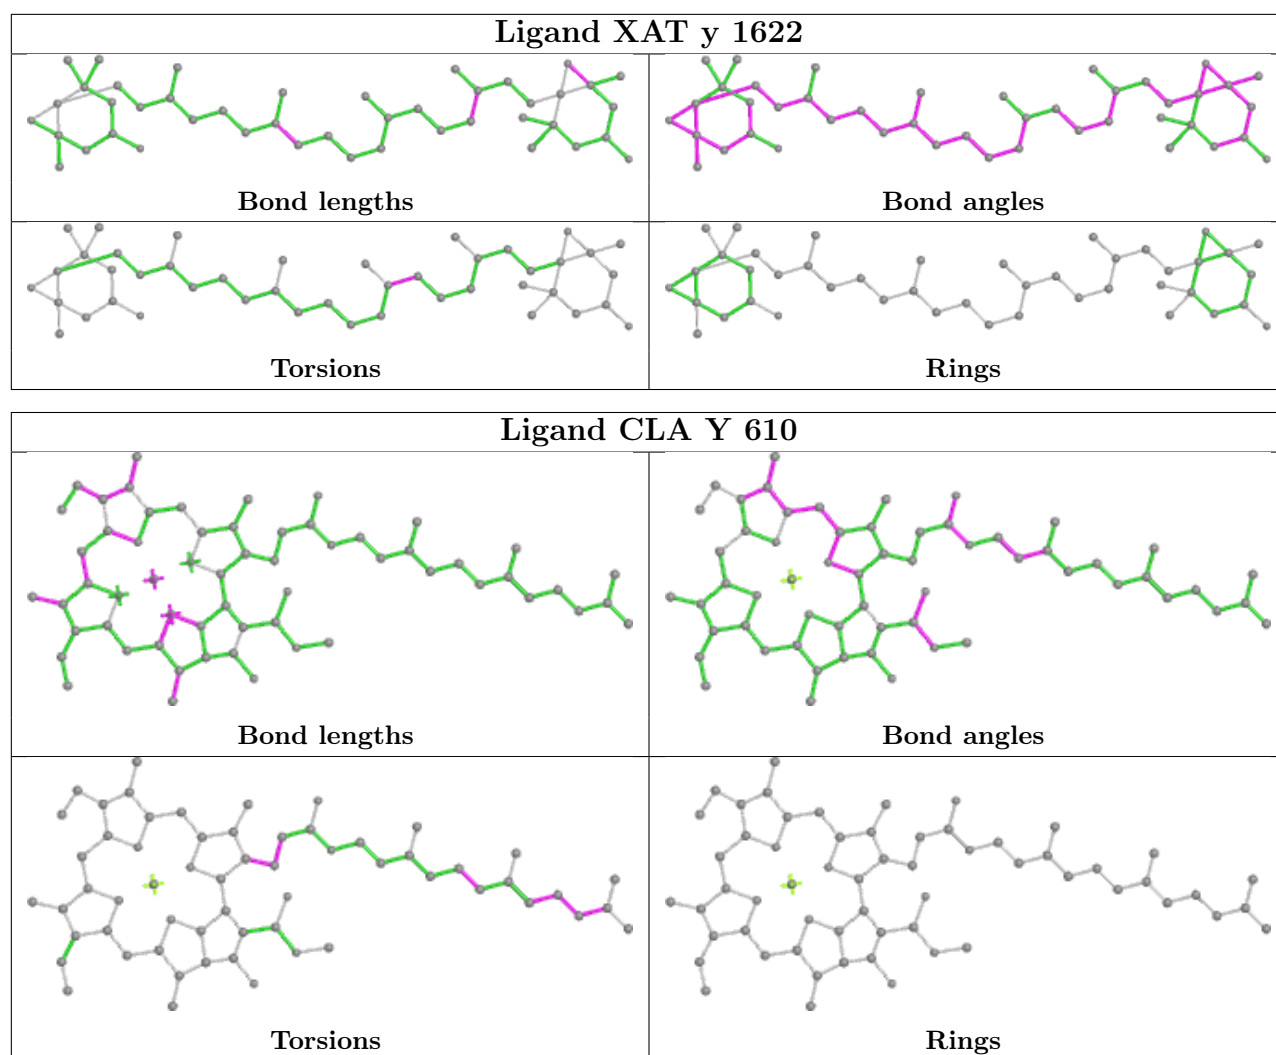 Ligand XAT y 1622
Bond lengths
Bond angles
Torsions
Rings
Ligand CLA Y 610
Bond lengths
Bond angles
Torsions
Rings